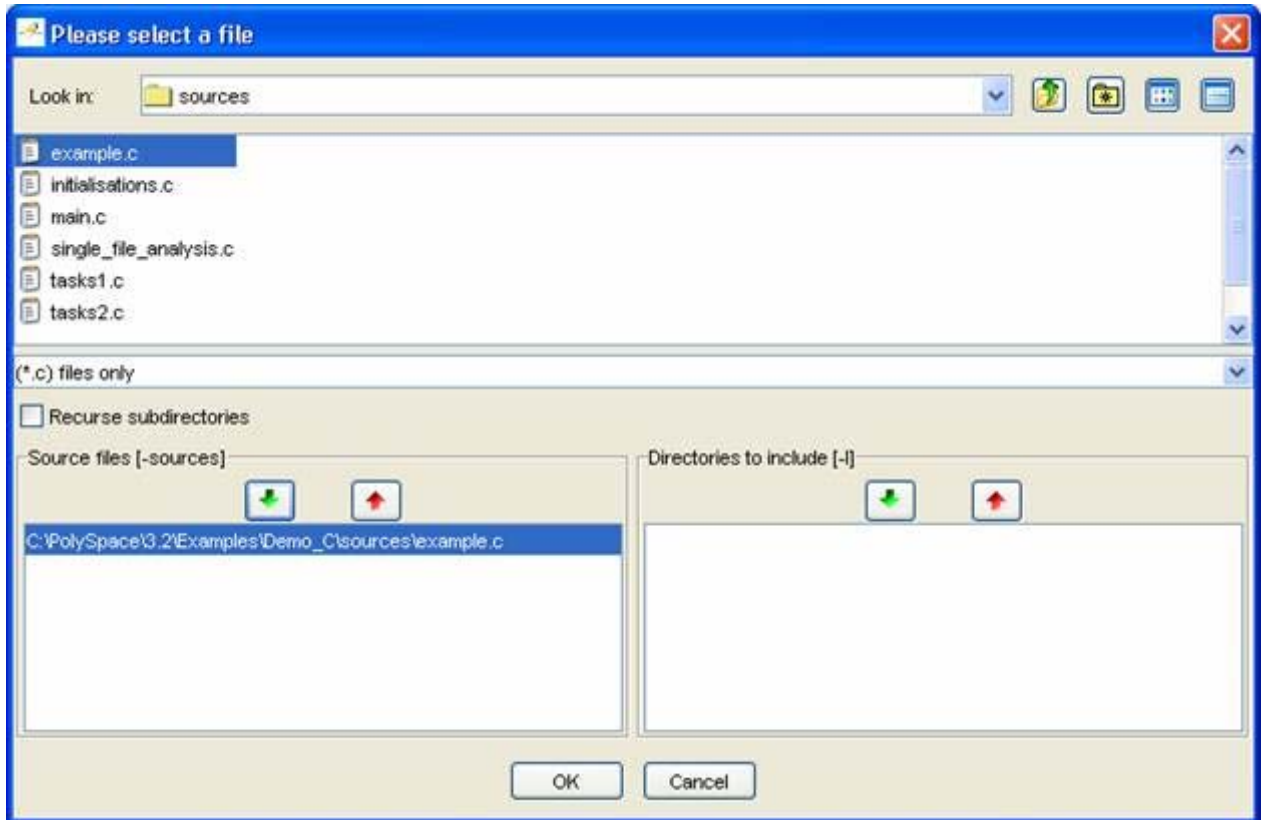 Please select a file
Look in: sources
example.c
initialisations.c
main.c
single_file_analysis.c
tasks1.c
tasks2.c
(*.c) files only
Recurse subdirectories
Source files [-sources]
Directories to include [-I]
C:\PolySpace\3.2\Examples\Demo_C\sources\example.c
OK
Cancel